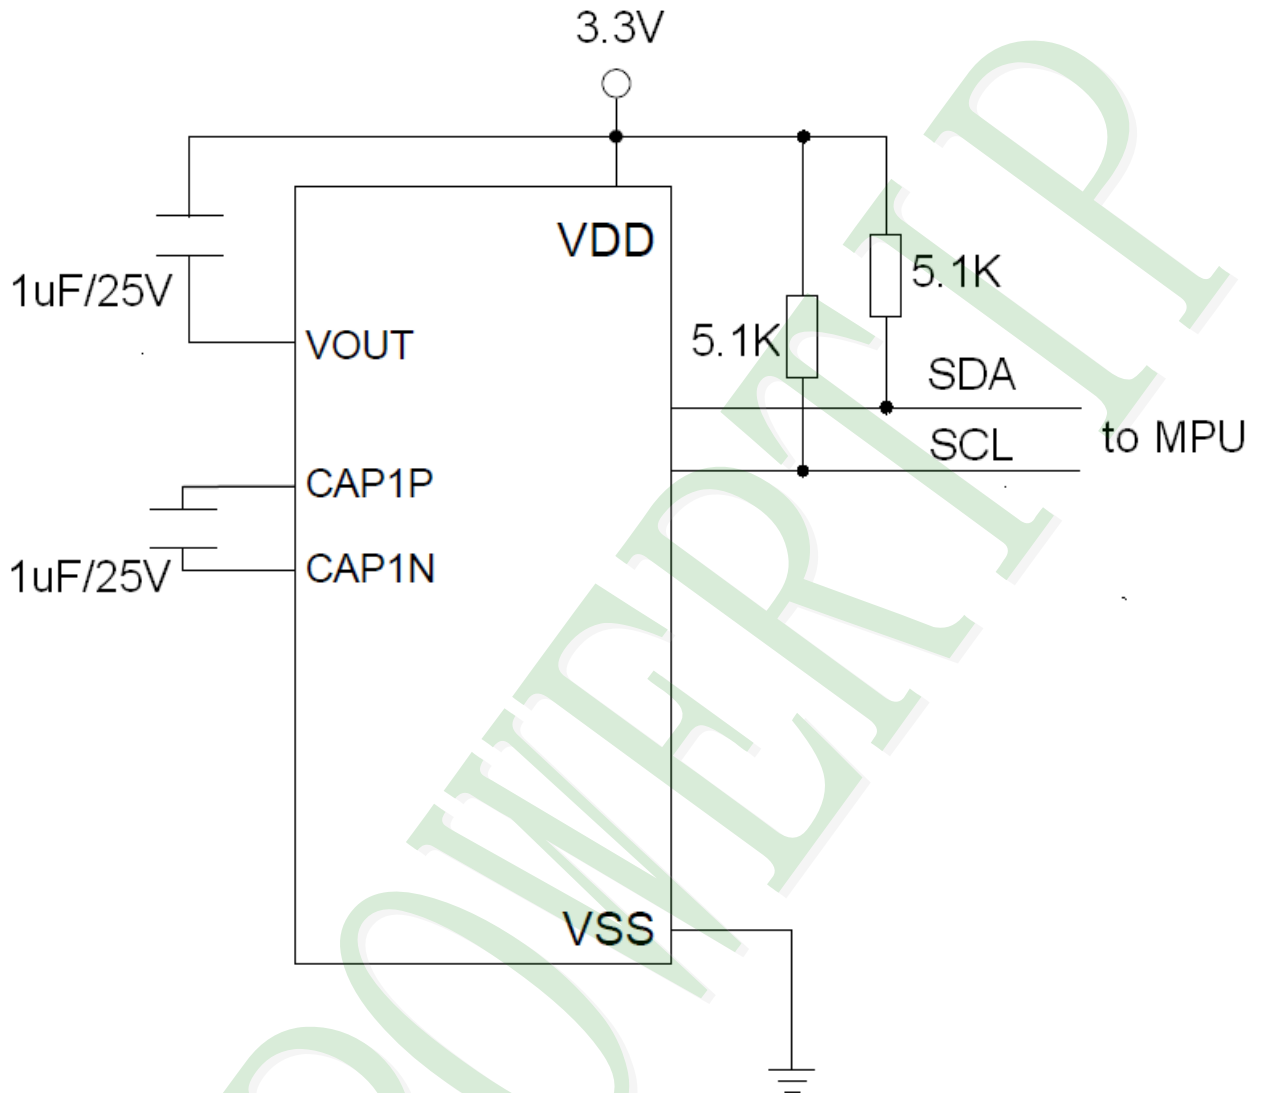 3.3V
VDD
1uF/25V
5.1K
VOUT
5.1K
SDA
SCL
to MPU
CAP1P
1uF/25V
CAP1N
VSS
POWERTIP